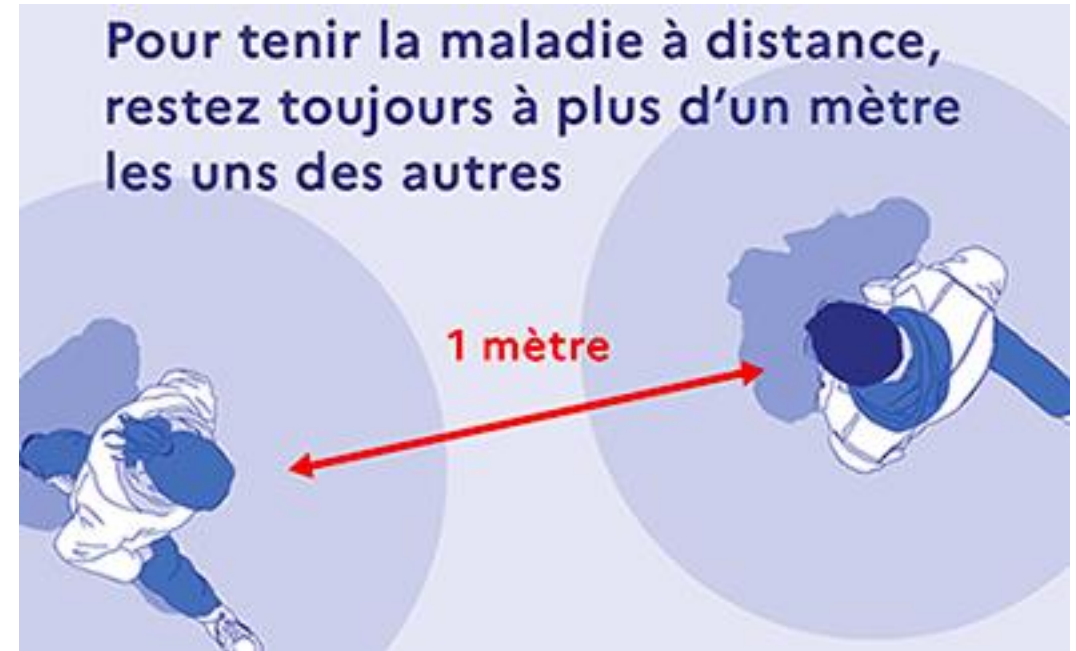 Pour tenir la maladie à distance,
restez toujours à plus d’un mètre
les uns des autres
1 mètre